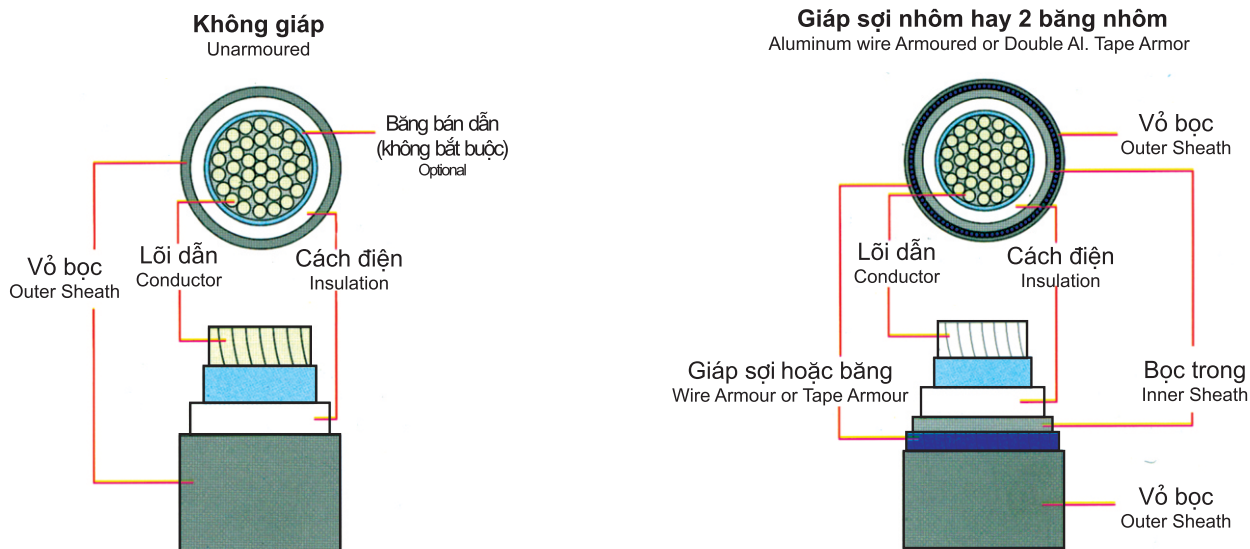 Không giáp
Unarmoured
Băng bán dẫn
(không bắt buộc)
Optional
Lõi dẫn
Conductor
Cách điện
Insulation
Vỏ bọc
Outer Sheath
Giáp sợi nhôm hay 2 băng nhôm
Aluminum wire Armoured or Double Al. Tape Armor
Vỏ bọc
Outer Sheath
Lõi dẫn
Conductor
Cách điện
Insulation
Giáp sợi hoặc băng
Wire Armour or Tape Armour
Bọc trong
Inner Sheath
Vỏ bọc
Outer Sheath